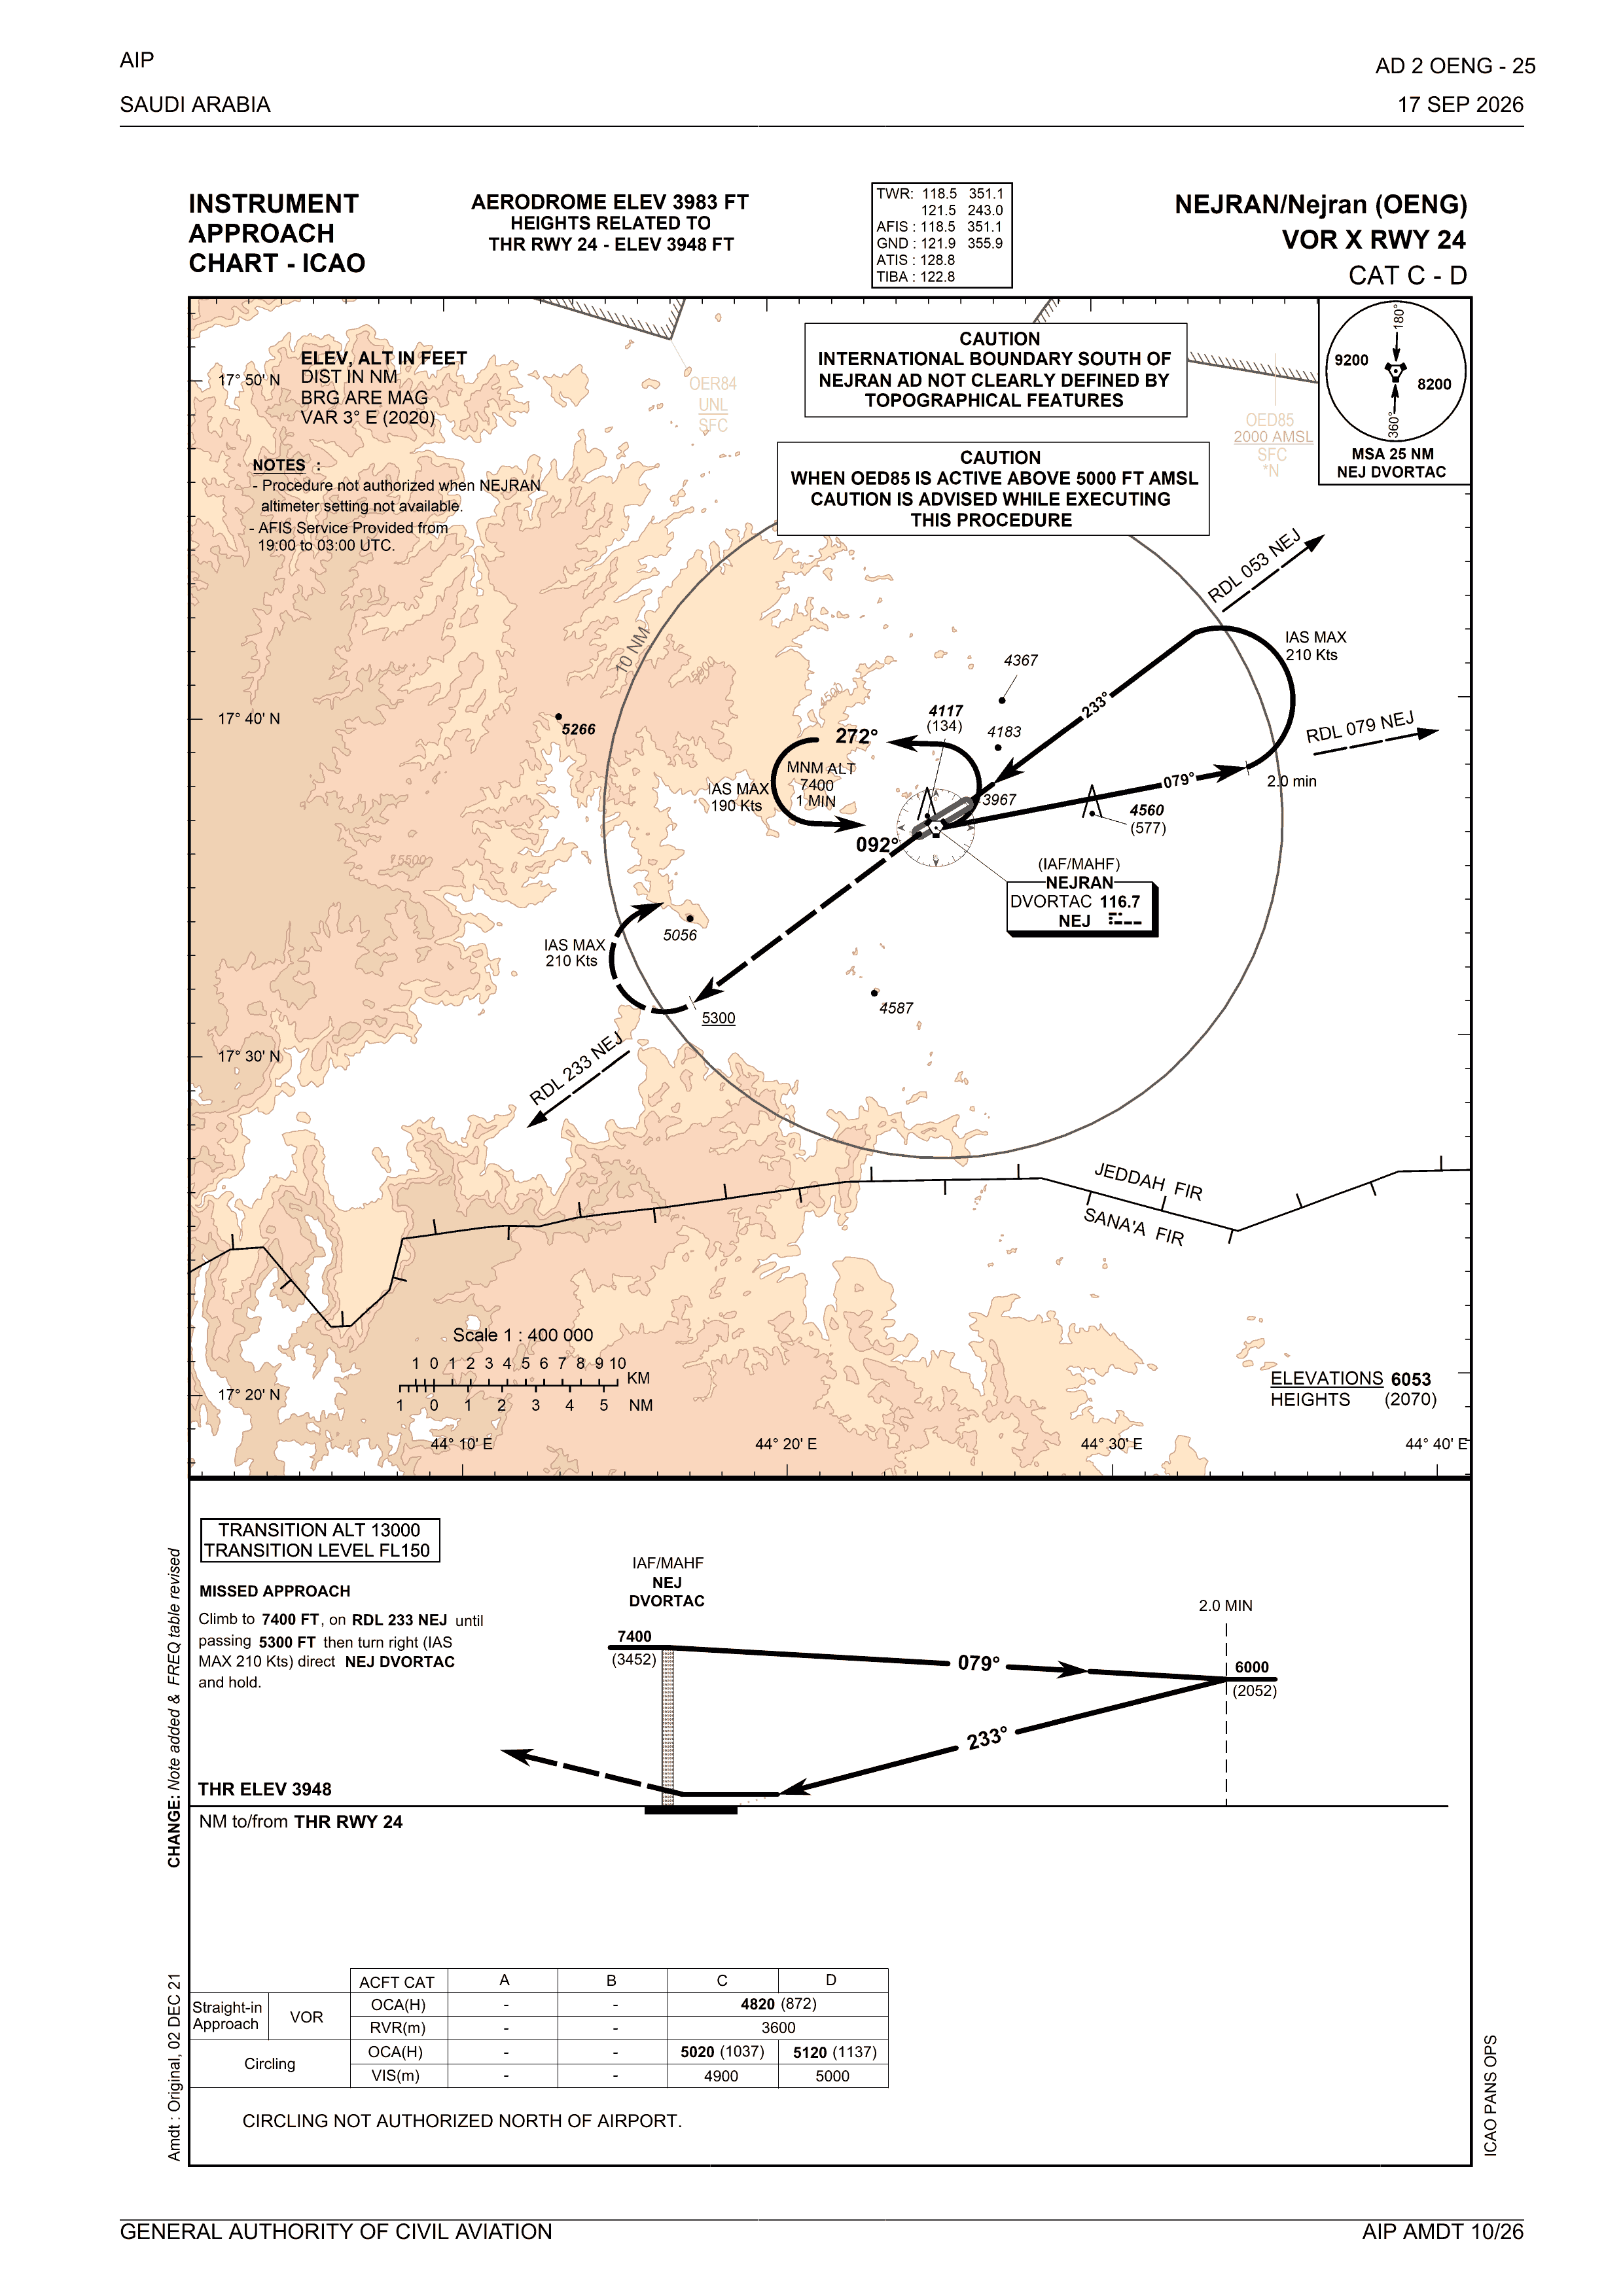 AIP
AD 2 OENG - 25
SAUDI ARABIA
17 SEP 2026
INSTRUMENT
APPROACH
CHART - ICAO
AERODROME ELEV 3983 FT
HEIGHTS RELATED TO
THR RWY 24 - ELEV 3948 FT
TWR: 118.5 351.1
121.5 243.0
AFIS : 118.5 351.1
GND : 121.9 355.9
ATIS : 128.8
TIBA : 122.8
NEJRAN/Nejran (OENG)
VOR X RWY 24
CAT C - D
ELEV, ALT IN FEET
DIST IN NM
BRG ARE MAG
VAR 3° E (2020)
NOTES :
- Procedure not authorized when NEJRAN
altimeter setting not available.
- AFIS Service Provided from
19:00 to 03:00 UTC.
17° 50' N
OER84
UNL
SFC
CAUTION
INTERNATIONAL BOUNDARY SOUTH OF
NEJRAN AD NOT CLEARLY DEFINED BY
TOPOGRAPHICAL FEATURES
CAUTION
WHEN OED85 IS ACTIVE ABOVE 5000 FT AMSL
CAUTION IS ADVISED WHILE EXECUTING
THIS PROCEDURE
OED85
2000 AMSL
SFC
*N
180°
9200
8200
360°
MSA 25 NM
NEJ DVORTAC
RDL 053 NEJ
IAS MAX
210 Kts
10 NM
5000
4500
4367
233°
4117
(134)
4183
RDL 079 NEJ
17° 40' N
5266
272°
MNM ALT
7400
1 MIN
IAS MAX
190 Kts
079°
2.0 min
3967
4560
(577)
092°
5500
(IAF/MAHF)
NEJRAN
DVORTAC 116.7
NEJ
5056
IAS MAX
210 Kts
4587
5300
17° 30' N
RDL 233 NEJ
JEDDAH FIR
SANA'A FIR
Scale 1 : 400 000
1 0 1 2 3 4 5 6 7 8 9 10
KM
1 0 1 2 3 4 5 NM
17° 20' N
ELEVATIONS 6053
HEIGHTS (2070)
44° 10' E
44° 20' E
44° 30' E
44° 40' E
TRANSITION ALT 13000
TRANSITION LEVEL FL150
MISSED APPROACH
Climb to 7400 FT, on RDL 233 NEJ until
passing 5300 FT then turn right (IAS
MAX 210 Kts) direct NEJ DVORTAC
and hold.
IAF/MAHF
NEJ
DVORTAC
2.0 MIN
7400
(3452)
079°
6000
(2052)
233°
THR ELEV 3948
NM to/from THR RWY 24
CHANGE: Note added & FREQ table revised
Amdt : Original, 02 DEC 21
ACFT CAT A B C D
Straight-in
Approach
VOR
OCA(H) - - 4820 (872)
RVR(m) - - 3600
Circling
OCA(H) - - 5020 (1037) 5120 (1137)
VIS(m) - - 4900 5000
CIRCLING NOT AUTHORIZED NORTH OF AIRPORT.
ICAO PANS OPS
GENERAL AUTHORITY OF CIVIL AVIATION
AIP AMDT 10/26